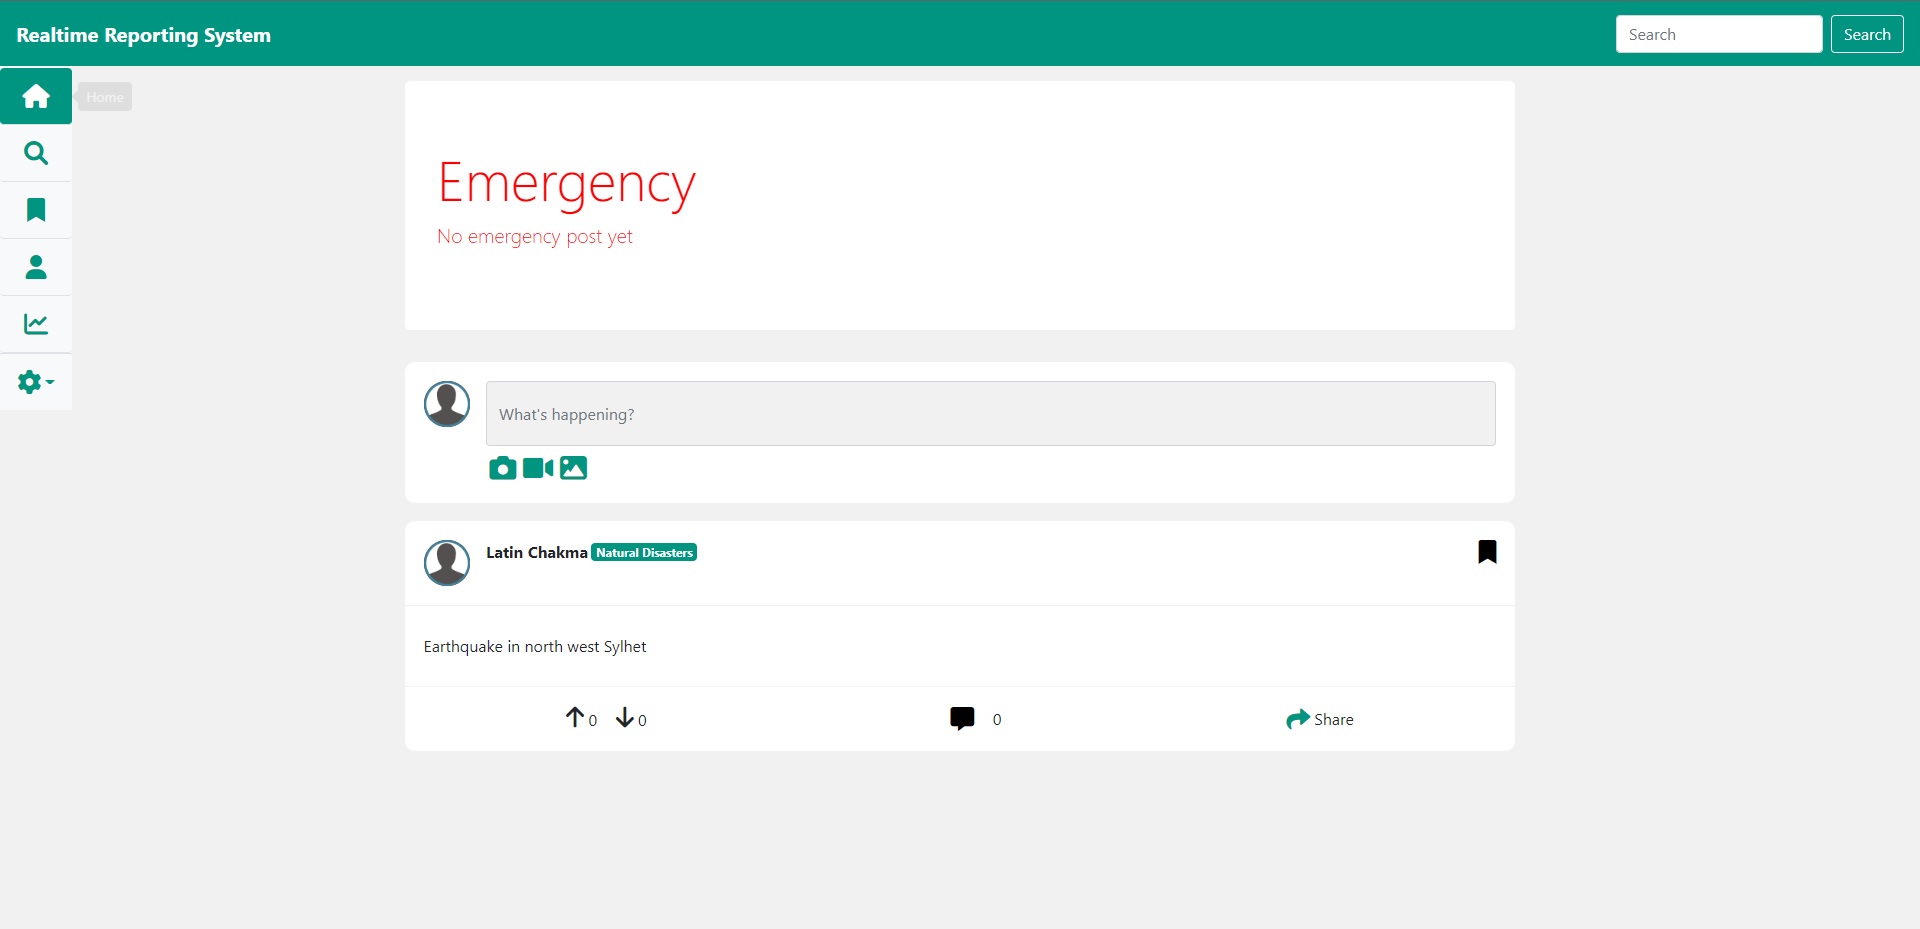 Realtime Reporting System
Search
Search
Home
Emergency
No emergency post yet
What's happening?
Latin Chakma Natural Disasters
Earthquake in north west Sylhet
0 0 0 Share